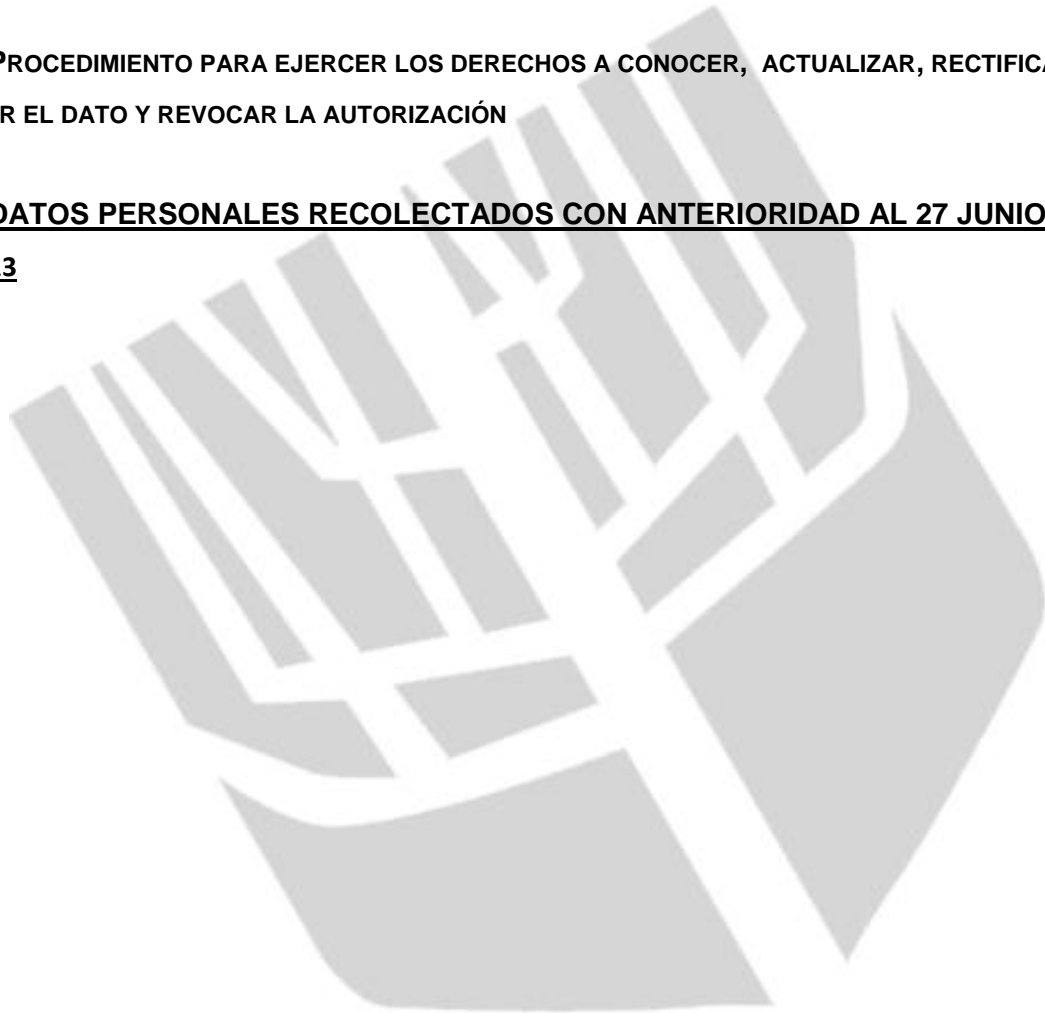 PROCEDIMIENTO PARA EJERCER LOS DERECHOS A CONOCER, ACTUALIZAR, RECTIFICA
R EL DATO Y REVOCAR LA AUTORIZACIÓN
DATOS PERSONALES RECOLECTADOS CON ANTERIORIDAD AL 27 JUNIO
3